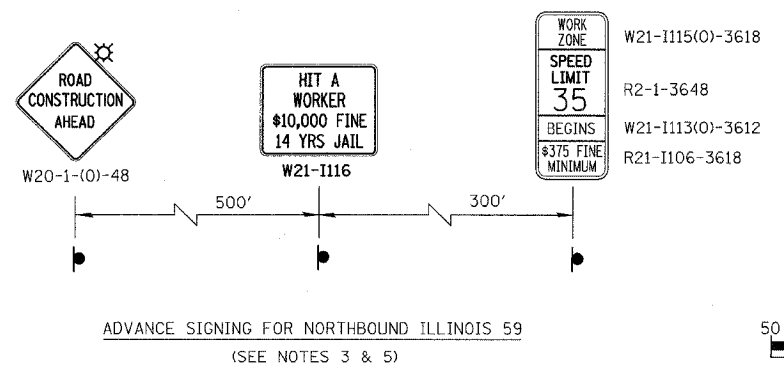 ROAD
CONSTRUCTION
AHEAD
W20-1-(O)-48
HIT A
WORKER
$10,000 FINE
14 YRS JAIL
W21-I116
WORK
ZONE
SPEED
LIMIT
35
BEGINS
$375 FINE
MINIMUM
W21-I115(O)-3618
R2-1-3648
W21-I113(O)-3612
R21-I106-3618
500'
300'
ADVANCE SIGNING FOR NORTHBOUND ILLINOIS 59
(SEE NOTES 3 & 5)
50